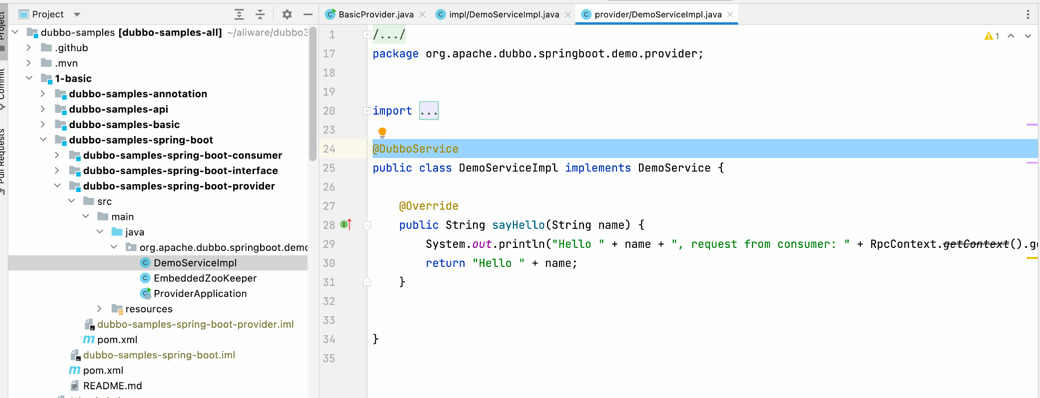 Project
BasicProvider.java
impl/DemoServiceImpl.java
provider/DemoServiceImpl.java
Project
Commit
Pull Requests
dubbo-samples [dubbo-samples-all] ~/aliware/dubbo3
.github
.mvn
1-basic
dubbo-samples-annotation
dubbo-samples-api
dubbo-samples-basic
dubbo-samples-spring-boot
dubbo-samples-spring-boot-consumer
dubbo-samples-spring-boot-interface
dubbo-samples-spring-boot-provider
src
main
java
org.apache.dubbo.springboot.demo
DemoServiceImpl
EmbeddedZooKeeper
ProviderApplication
resources
dubbo-samples-spring-boot-provider.iml
pom.xml
dubbo-samples-spring-boot.iml
pom.xml
README.md
1 /.../
1
17 package org.apache.dubbo.springboot.demo.provider;
18
19
20 import ...
23
24 @DubboService
25 public class DemoServiceImpl implements DemoService {
26
27 @Override
28 public String sayHello(String name) {
29 System.out.println("Hello " + name + ", request from consumer: " + RpcContext.getContext().ge
30 return "Hello " + name;
31 }
32
33
34 }
35